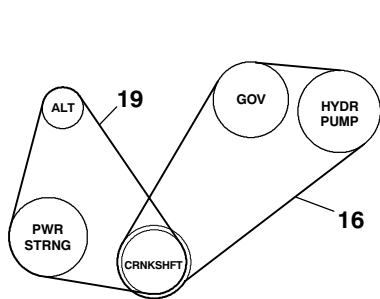 ALT
19
GOV
HYDR
PUMP
PWR
STRNG
CRNKSHFT
16